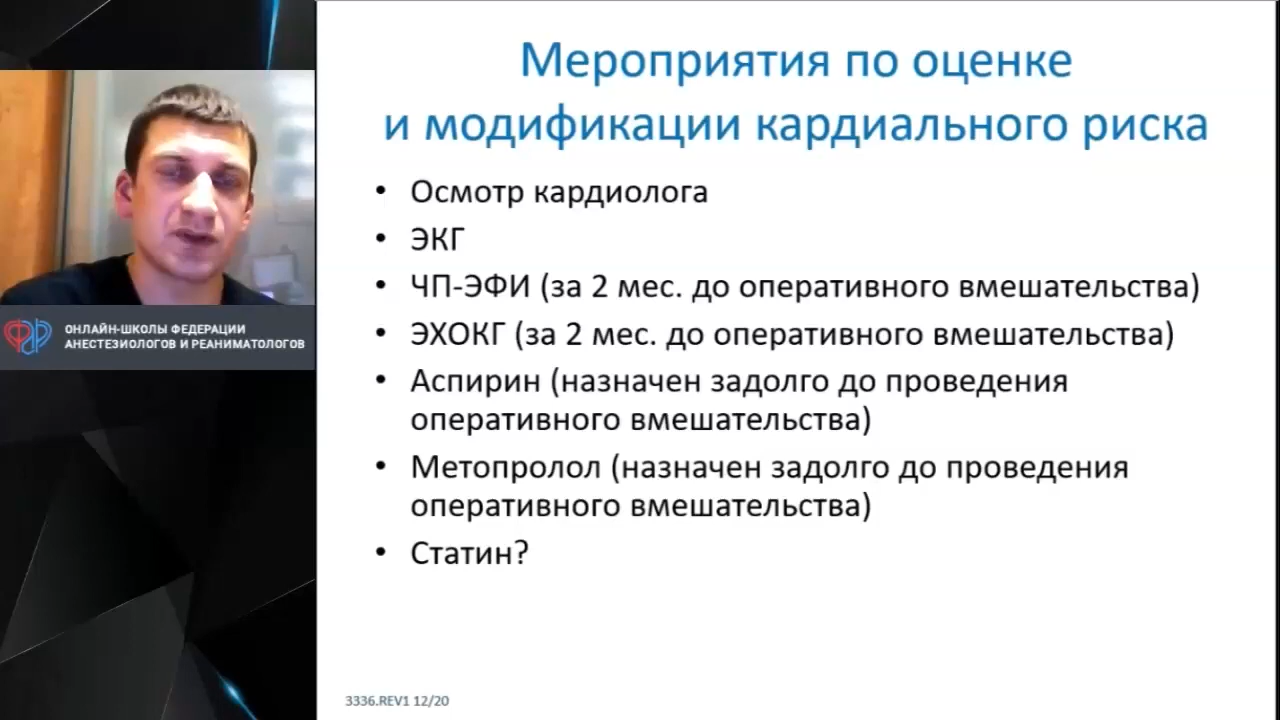 Мероприятия по оценке
и модификации кардиального риска
• Осмотр кардиолога
• ЭКГ
• ЧП-ЭФИ (за 2 мес. до оперативного вмешательства)
• ЭХОКГ (за 2 мес. до оперативного вмешательства)
• Аспирин (назначен задолго до проведения
оперативного вмешательства)
• Метопролол (назначен задолго до проведения
оперативного вмешательства)
• Статин?
ОНЛАЙН-ШКОЛЫ ФЕДЕРАЦИИ
АНЕСТЕЗИОЛОГОВ И РЕАНИМАТОЛОГОВ
3336.REV1 12/20